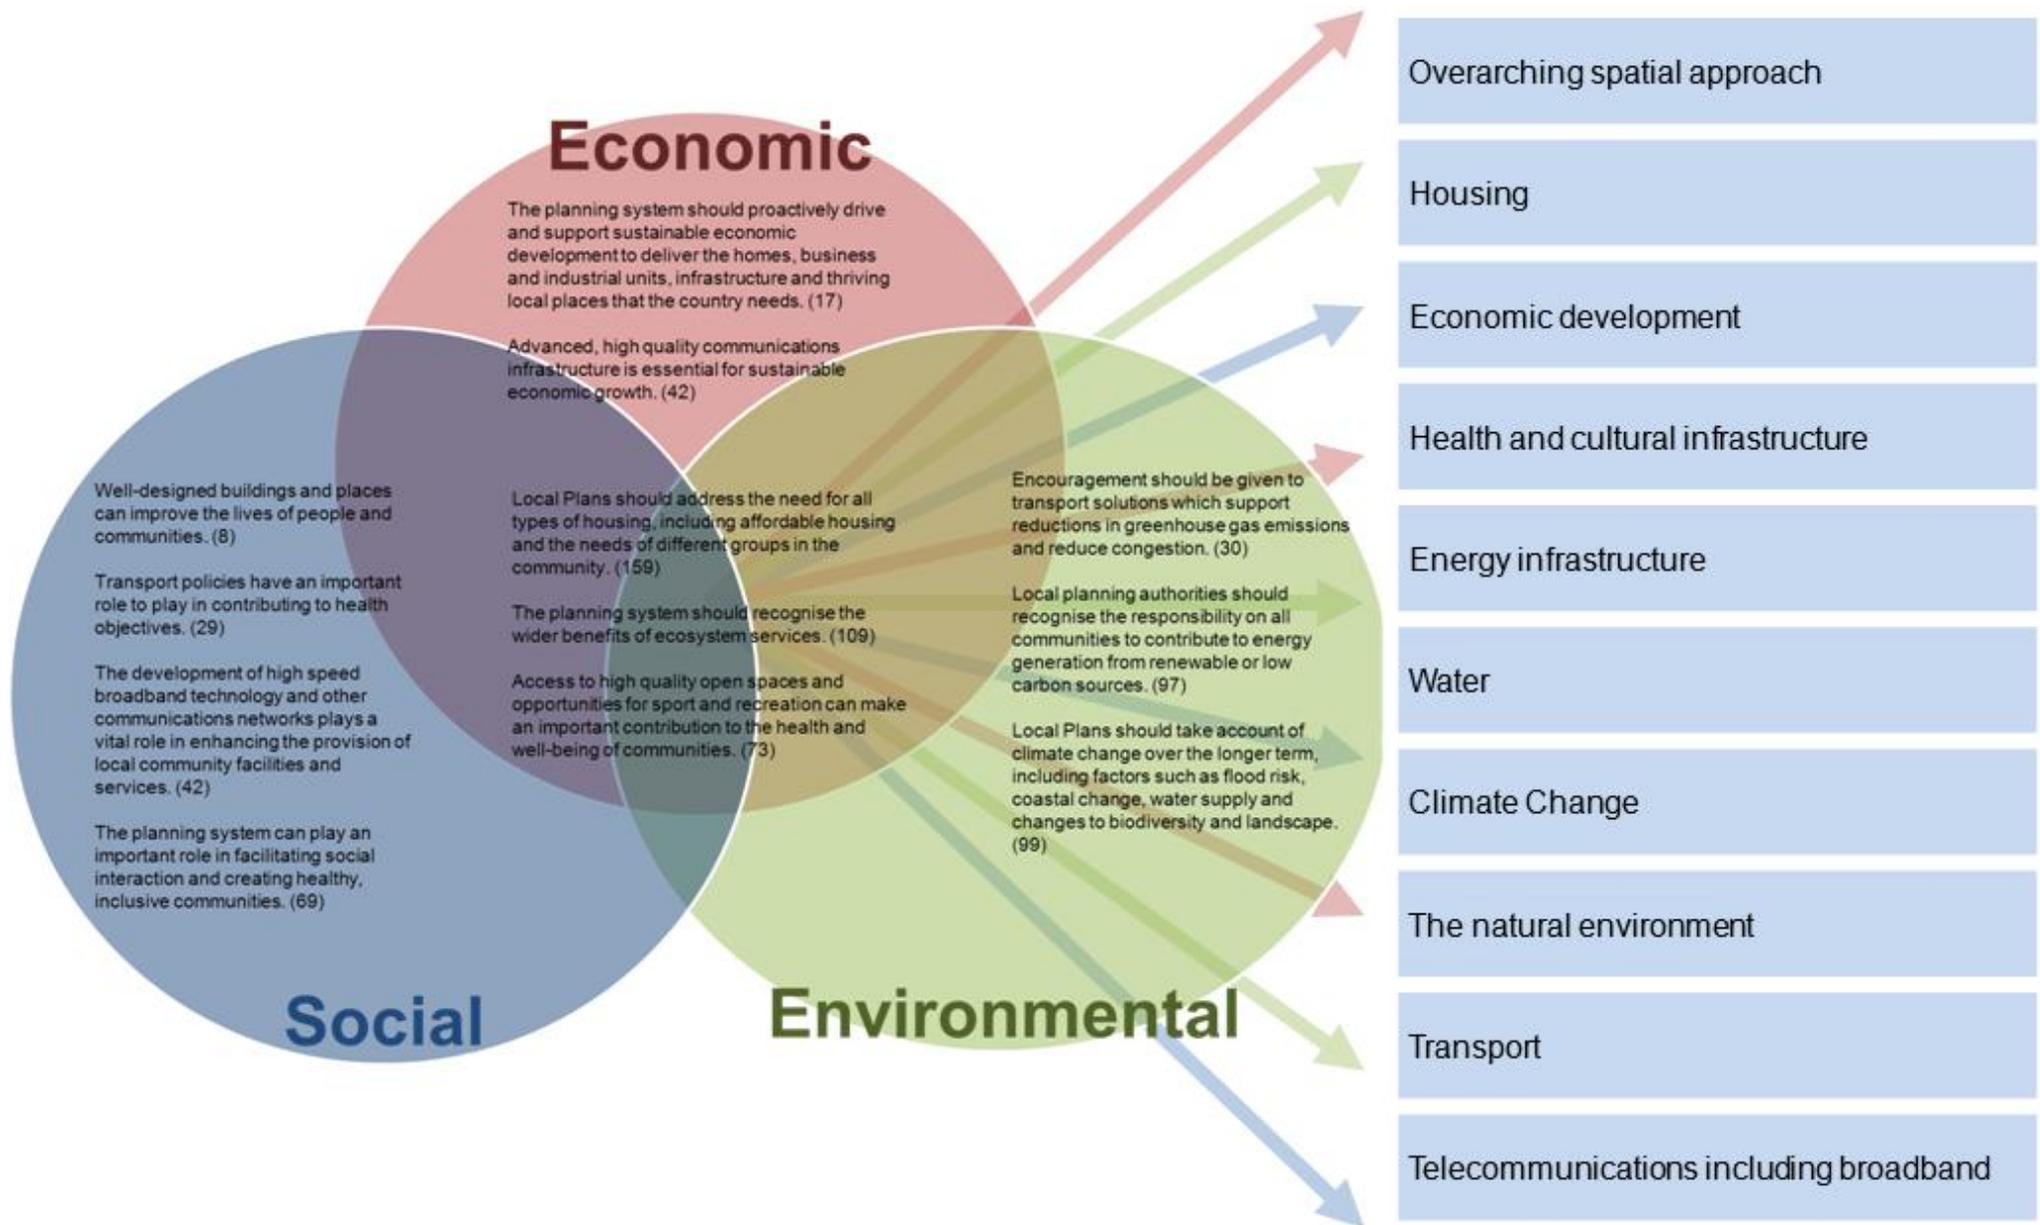 Economic
The planning system should proactively drive
and support sustainable economic
development to deliver the homes, business
and industrial units, infrastructure and thriving
local places that the country needs. (17)
Advanced, high quality communications
infrastructure is essential for sustainable
economic growth. (42)
Well-designed buildings and places
can improve the lives of people and
communities. (8)
Transport policies have an important
role to play in contributing to health
objectives. (29)
The development of high speed
broadband technology and other
communications networks plays a
vital role in enhancing the provision of
local community facilities and
services. (42)
The planning system can play an
important role in facilitating social
interaction and creating healthy,
inclusive communities. (69)
Social
Local Plans should address the need for all
types of housing, including affordable housing
and the needs of different groups in the
community. (159)
The planning system should recognise the
wider benefits of ecosystem services. (109)
Access to high quality open spaces and
opportunities for sport and recreation can make
an important contribution to the health and
well-being of communities. (73)
Encouragement should be given to
transport solutions which support
reductions in greenhouse gas emissions
and reduce congestion. (30)
Local planning authorities should
recognise the responsibility on all
communities to contribute to energy
generation from renewable or low
carbon sources. (97)
Local Plans should take account of
climate change over the longer term,
including factors such as flood risk,
coastal change, water supply and
changes to biodiversity and landscape.
(99)
Environmental
Overarching spatial approach
Housing
Economic development
Health and cultural infrastructure
Energy infrastructure
Water
Climate Change
The natural environment
Transport
Telecommunications including broadband